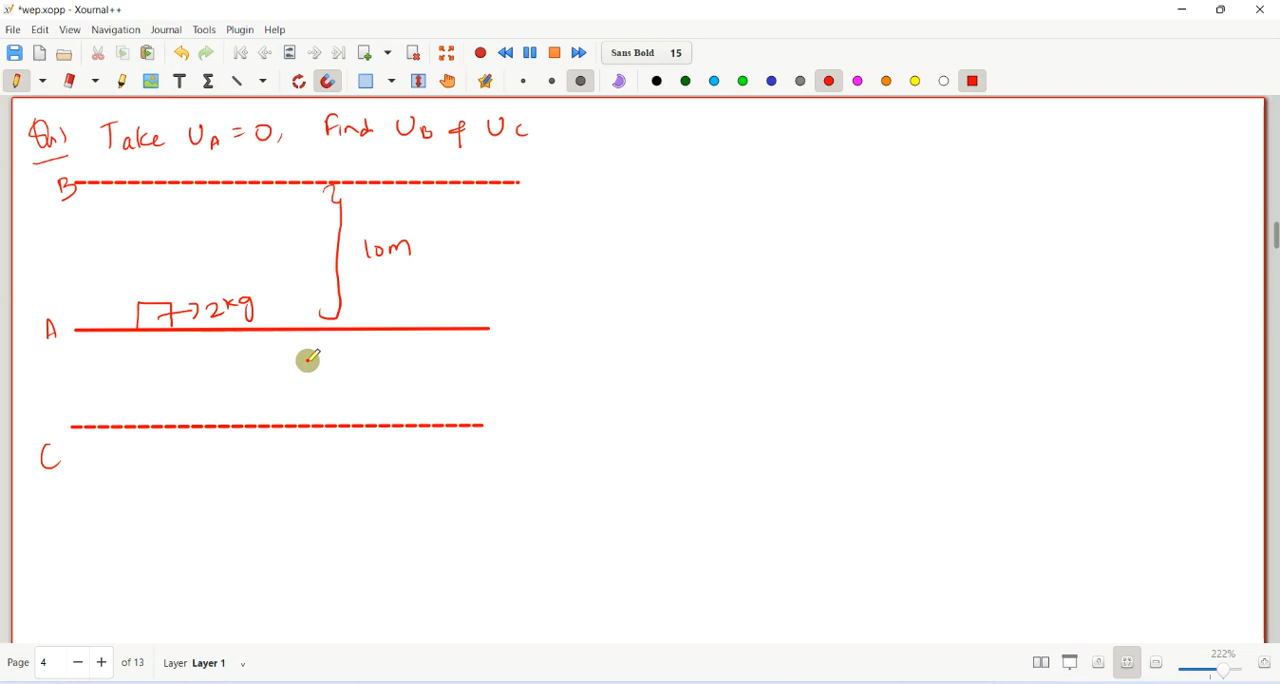 *wep.xopp - Xournal++
File Edit View Navigation Journal Tools Plugin Help
Sans Bold 15
Qn) Take UA = 0, Find UB & UC
B
10m
2kg
A
C
Page 4 of 13 Layer Layer 1 222%